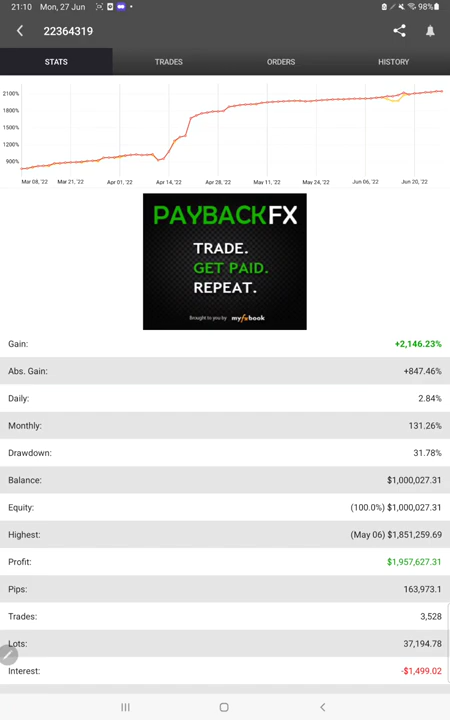 21:10 Mon, 27 Jun 98%
22364319
STATS TRADES ORDERS HISTORY
2100%
1800%
1500%
1200%
900%
Mar 08, '22 Mar 21, '22 Apr 01, '22 Apr 14, '22 Apr 28, '22 May 11, '22 May 24, '22 Jun 06, '22 Jun 20, '22
PAYBACKFX
TRADE.
GET PAID.
REPEAT.
Brought to you by myfxbook
Gain: +2,146.23%
Abs. Gain: +847.46%
Daily: 2.84%
Monthly: 131.26%
Drawdown: 31.78%
Balance: $1,000,027.31
Equity: (100.0%) $1,000,027.31
Highest: (May 06) $1,851,259.69
Profit: $1,957,627.31
Pips: 163,973.1
Trades: 3,528
Lots: 37,194.78
Interest: -$1,499.02